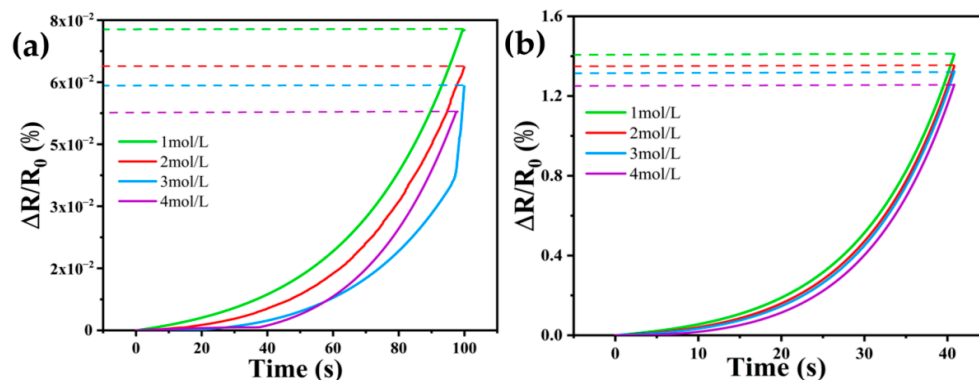 (a)
8x10⁻²
6x10⁻²
5x10⁻²
3x10⁻²
2x10⁻²
0
ΔR/R₀ (%)
1mol/L
2mol/L
3mol/L
4mol/L
0 20 40 60 80 100
Time (s)
(b)
1.6
1.2
0.8
0.4
0.0
ΔR/R₀ (%)
1mol/L
2mol/L
3mol/L
4mol/L
0 10 20 30 40
Time (s)